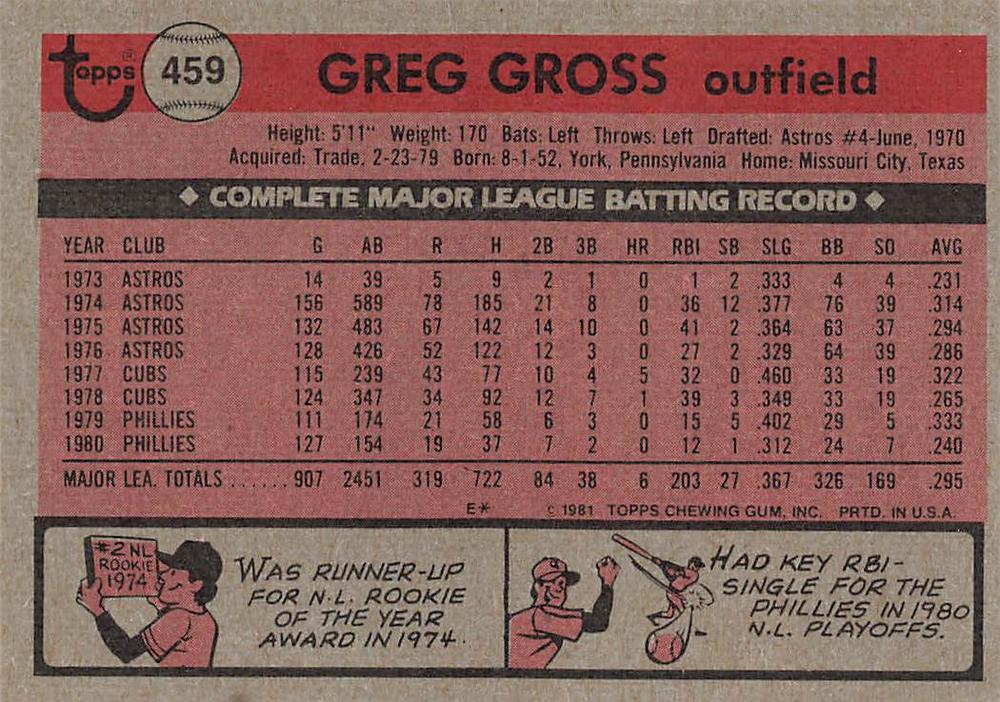 Topps® 459 GREG GROSS outfield
Height: 5'11" Weight: 170 Bats: Left Throws: Left Drafted: Astros #4-June, 1970
Acquired: Trade, 2-23-79 Born: 8-1-52, York, Pennsylvania Home: Missouri City, Texas
◆ COMPLETE MAJOR LEAGUE BATTING RECORD ◆
YEAR CLUB G AB R H 2B 3B HR RBI SB SLG BB SO AVG
1973 ASTROS 14 39 5 9 2 1 0 1 2 .333 4 4 .231
1974 ASTROS 156 589 78 185 21 8 0 36 12 .377 76 39 .314
1975 ASTROS 132 483 67 142 14 10 0 41 2 .364 63 37 .294
1976 ASTROS 128 426 52 122 12 3 0 27 2 .329 64 39 .286
1977 CUBS 115 239 43 77 10 4 5 32 0 .460 33 19 .322
1978 CUBS 124 347 34 92 12 7 1 39 3 .349 33 19 .265
1979 PHILLIES 111 174 21 58 6 3 0 15 5 .402 29 5 .333
1980 PHILLIES 127 154 19 37 7 2 0 12 1 .312 24 7 .240
MAJOR LEA. TOTALS ...... 907 2451 319 722 84 38 6 203 27 .367 326 169 .295
E* © 1981 TOPPS CHEWING GUM, INC. PRTD. IN U.S.A.
#2 NL
ROOKIE
1974
WAS RUNNER-UP
FOR N.L. ROOKIE
OF THE YEAR
AWARD IN 1974.
HAD KEY RBI-
SINGLE FOR THE
PHILLIES IN 1980
N.L. PLAYOFFS.